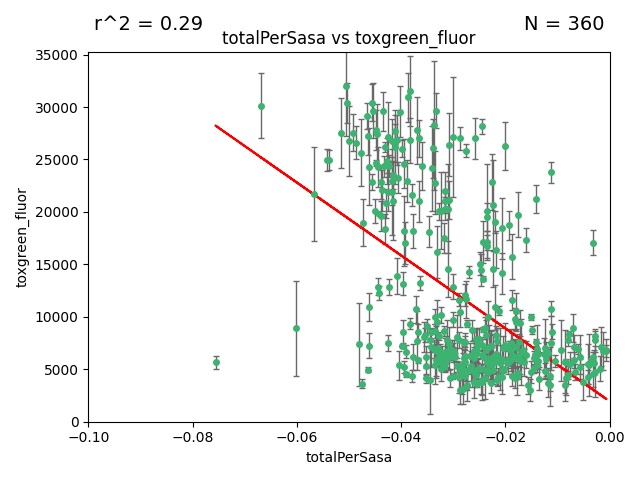 r^2 = 0.29
N = 360
totalPerSasa vs toxgreen_fluor
35000
30000
25000
20000
15000
10000
5000
0
toxgreen_fluor
−0.10
−0.08
−0.06
−0.04
−0.02
0.00
totalPerSasa